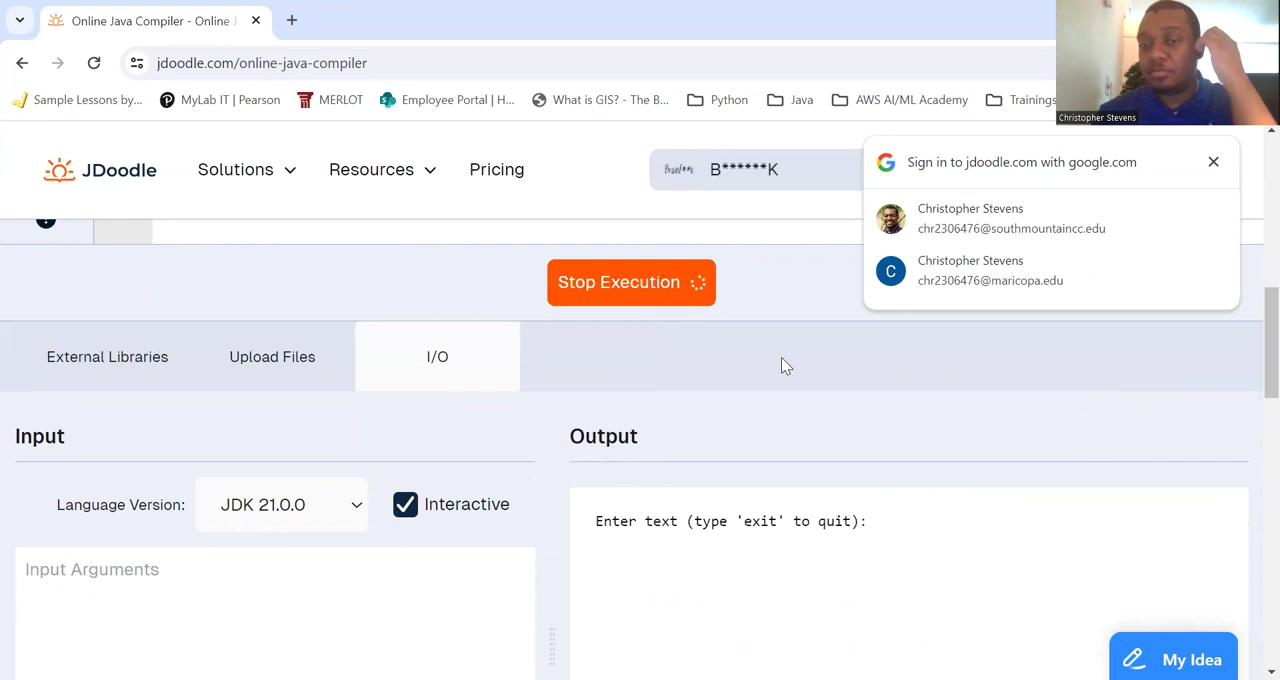 Online Java Compiler - Online J
jdoodle.com/online-java-compiler
Sample Lessons by... MyLab IT | Pearson MERLOT Employee Portal | H... What is GIS? - The B... Python Java AWS AI/ML Academy Trainings
Christopher Stevens
JDoodle Solutions Resources Pricing B******K
Sign in to jdoodle.com with google.com
Christopher Stevens
chr2306476@southmountaincc.edu
C
Christopher Stevens
chr2306476@maricopa.edu
Stop Execution
External Libraries Upload Files I/O
Input
Output
Language Version: JDK 21.0.0 Interactive
Enter text (type 'exit' to quit):
Input Arguments
My Idea